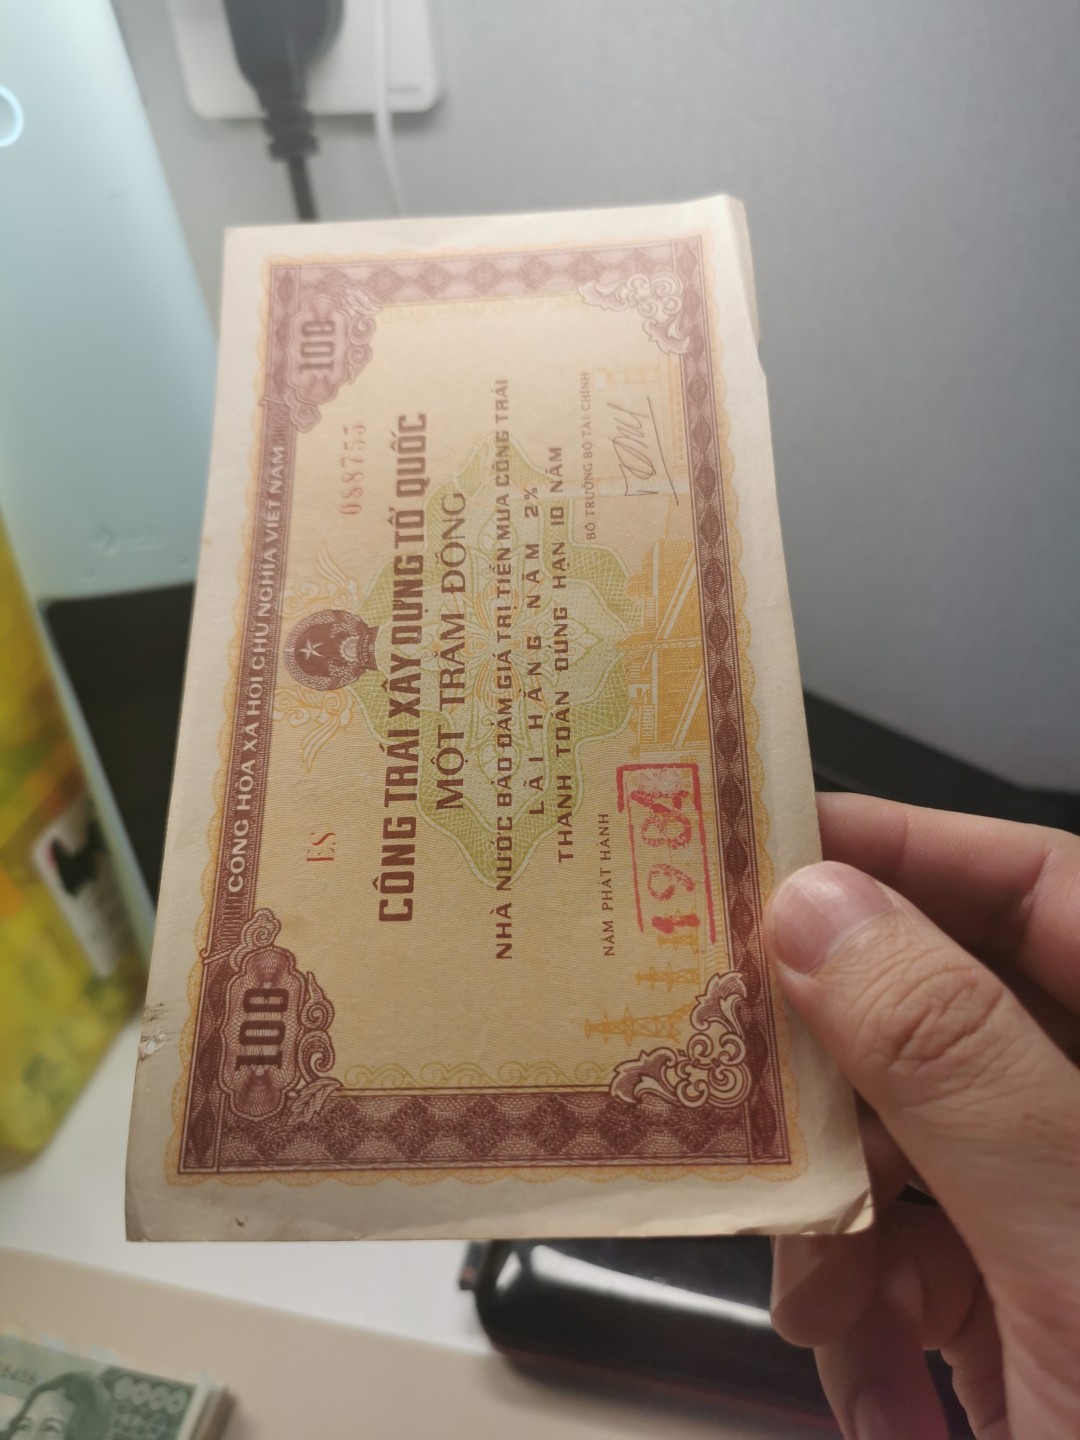 CỘNG HÒA XÃ HỘI CHỦ NGHĨA VIỆT NAM
100
100
ES
088755
CÔNG TRÁI XÂY DỰNG TỔ QUỐC
MỘT TRĂM ĐỒNG
NHÀ NƯỚC BẢO ĐẢM GIÁ TRỊ TIỀN MUA CÔNG TRÁI
LÃI HÀNG NĂM 2%
THANH TOÁN ĐÚNG HẠN 10 NĂM
NĂM PHÁT HÀNH
BỘ TRƯỞNG BỘ TÀI CHÍNH
1984